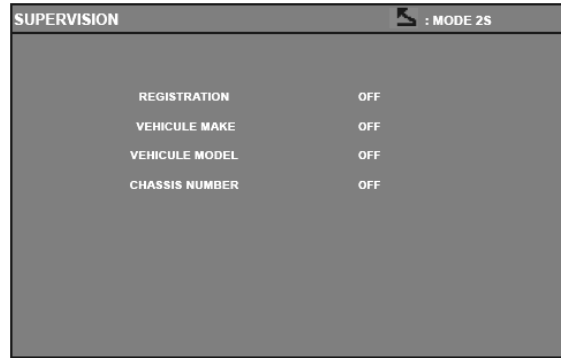 SUPERVISION : MODE 2S
REGISTRATION OFF
VEHICULE MAKE OFF
VEHICULE MODEL OFF
CHASSIS NUMBER OFF